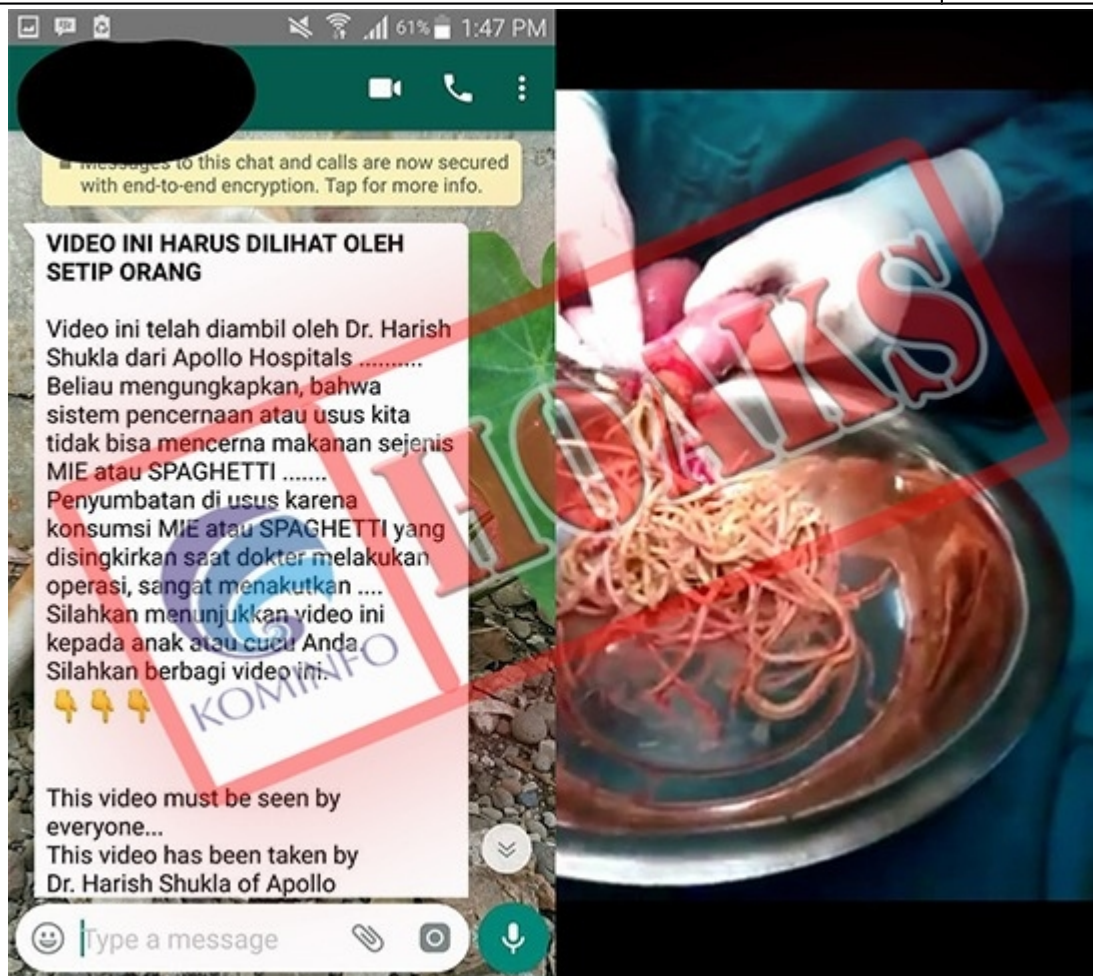 61% 1:47 PM
Messages to this chat and calls are now secured
with end-to-end encryption. Tap for more info.
VIDEO INI HARUS DILIHAT OLEH
SETIP ORANG
Video ini telah diambil oleh Dr. Harish
Shukla dari Apollo Hospitals ..........
Beliau mengungkapkan, bahwa
sistem pencernaan atau usus kita
tidak bisa mencerna makanan sejenis
MIE atau SPAGHETTI .......
Penyumbatan di usus karena
konsumsi MIE atau SPAGHETTI yang
disingkirkan saat dokter melakukan
operasi, sangat menakutkan ....
Silahkan menunjukkan video ini
kepada anak atau cucu Anda.
Silahkan berbagi video ini.
👇👇👇
This video must be seen by
everyone...
This video has been taken by
Dr. Harish Shukla of Apollo
Type a message
KOMINFO
HOAKS